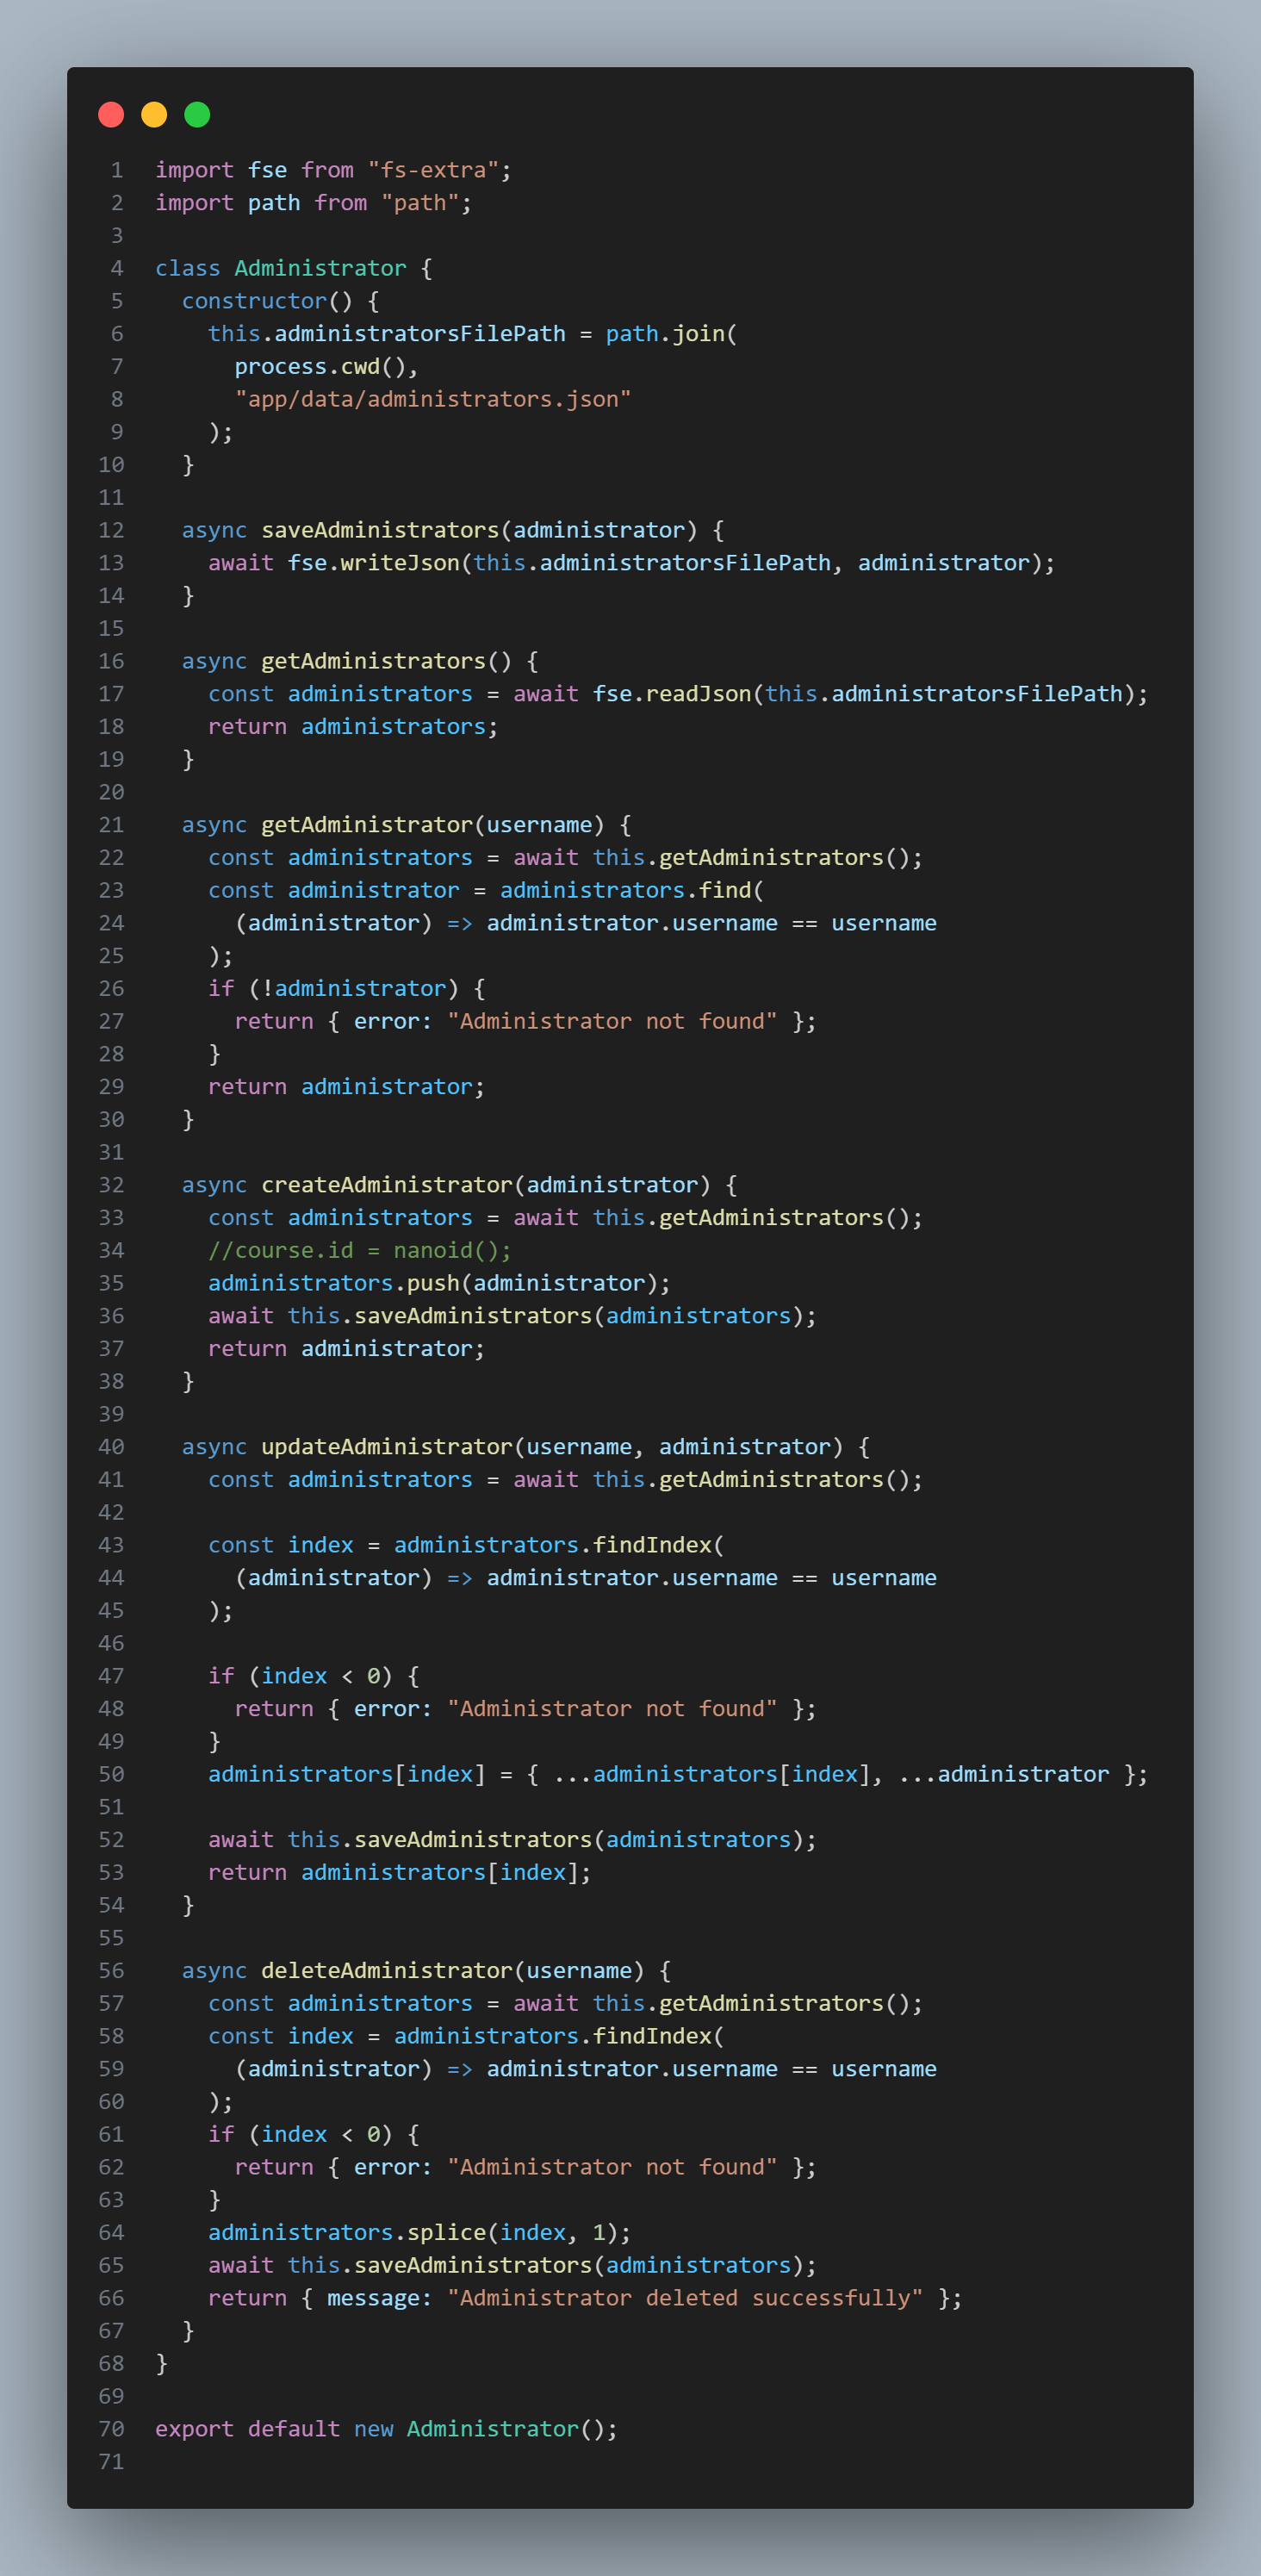 1 import fse from "fs-extra";
2 import path from "path";
3
4 class Administrator {
5   constructor() {
6     this.administratorsFilePath = path.join(
7       process.cwd(),
8       "app/data/administrators.json"
9     );
10   }
11
12   async saveAdministrators(administrator) {
13     await fse.writeJson(this.administratorsFilePath, administrator);
14   }
15
16   async getAdministrators() {
17     const administrators = await fse.readJson(this.administratorsFilePath);
18     return administrators;
19   }
20
21   async getAdministrator(username) {
22     const administrators = await this.getAdministrators();
23     const administrator = administrators.find(
24       (administrator) => administrator.username == username
25     );
26     if (!administrator) {
27       return { error: "Administrator not found" };
28     }
29     return administrator;
30   }
31
32   async createAdministrator(administrator) {
33     const administrators = await this.getAdministrators();
34     //course.id = nanoid();
35     administrators.push(administrator);
36     await this.saveAdministrators(administrators);
37     return administrator;
38   }
39
40   async updateAdministrator(username, administrator) {
41     const administrators = await this.getAdministrators();
42
43     const index = administrators.findIndex(
44       (administrator) => administrator.username == username
45     );
46
47     if (index < 0) {
48       return { error: "Administrator not found" };
49     }
50     administrators[index] = { ...administrators[index], ...administrator };
51
52     await this.saveAdministrators(administrators);
53     return administrators[index];
54   }
55
56   async deleteAdministrator(username) {
57     const administrators = await this.getAdministrators();
58     const index = administrators.findIndex(
59       (administrator) => administrator.username == username
60     );
61     if (index < 0) {
62       return { error: "Administrator not found" };
63     }
64     administrators.splice(index, 1);
65     await this.saveAdministrators(administrators);
66     return { message: "Administrator deleted successfully" };
67   }
68 }
69
70 export default new Administrator();
71